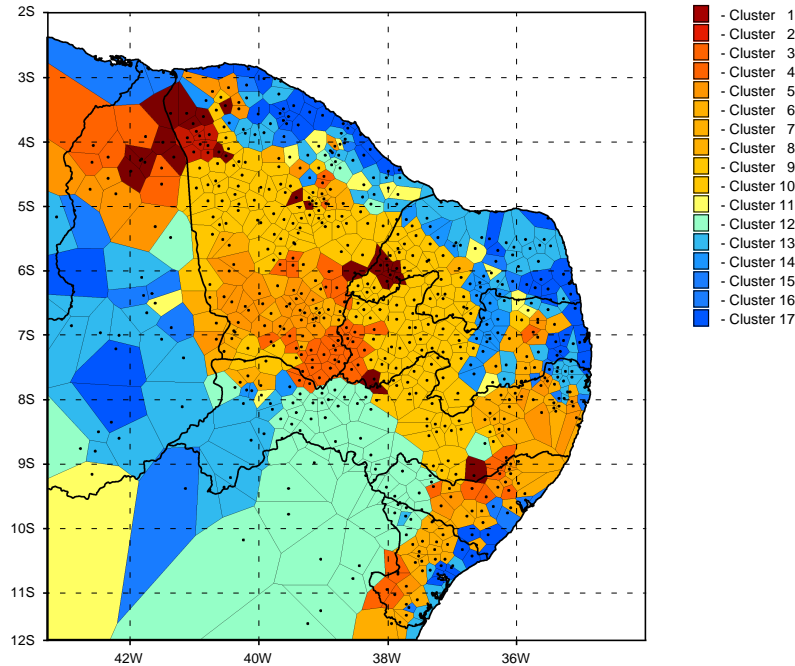 2S
3S
4S
5S
6S
7S
8S
9S
10S
11S
12S
42W 40W 38W 36W
- Cluster 1
- Cluster 2
- Cluster 3
- Cluster 4
- Cluster 5
- Cluster 6
- Cluster 7
- Cluster 8
- Cluster 9
- Cluster 10
- Cluster 11
- Cluster 12
- Cluster 13
- Cluster 14
- Cluster 15
- Cluster 16
- Cluster 17